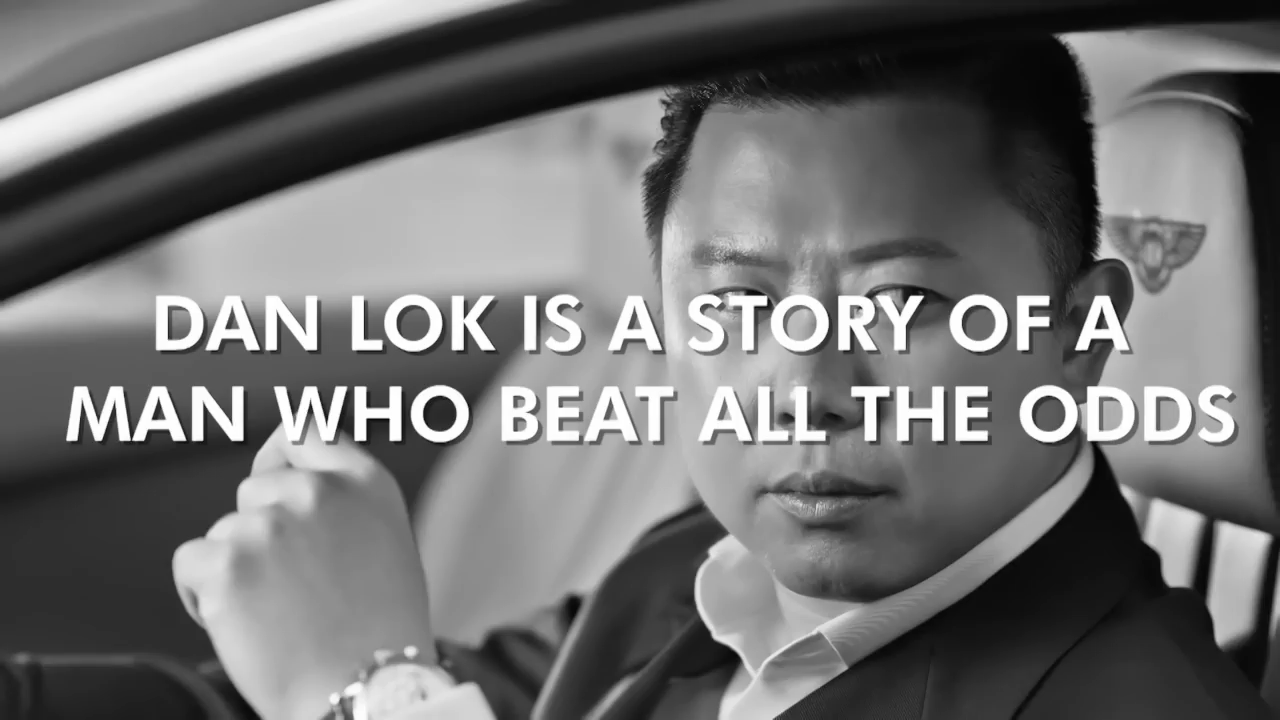 DAN LOK IS A STORY OF A
MAN WHO BEAT ALL THE ODDS